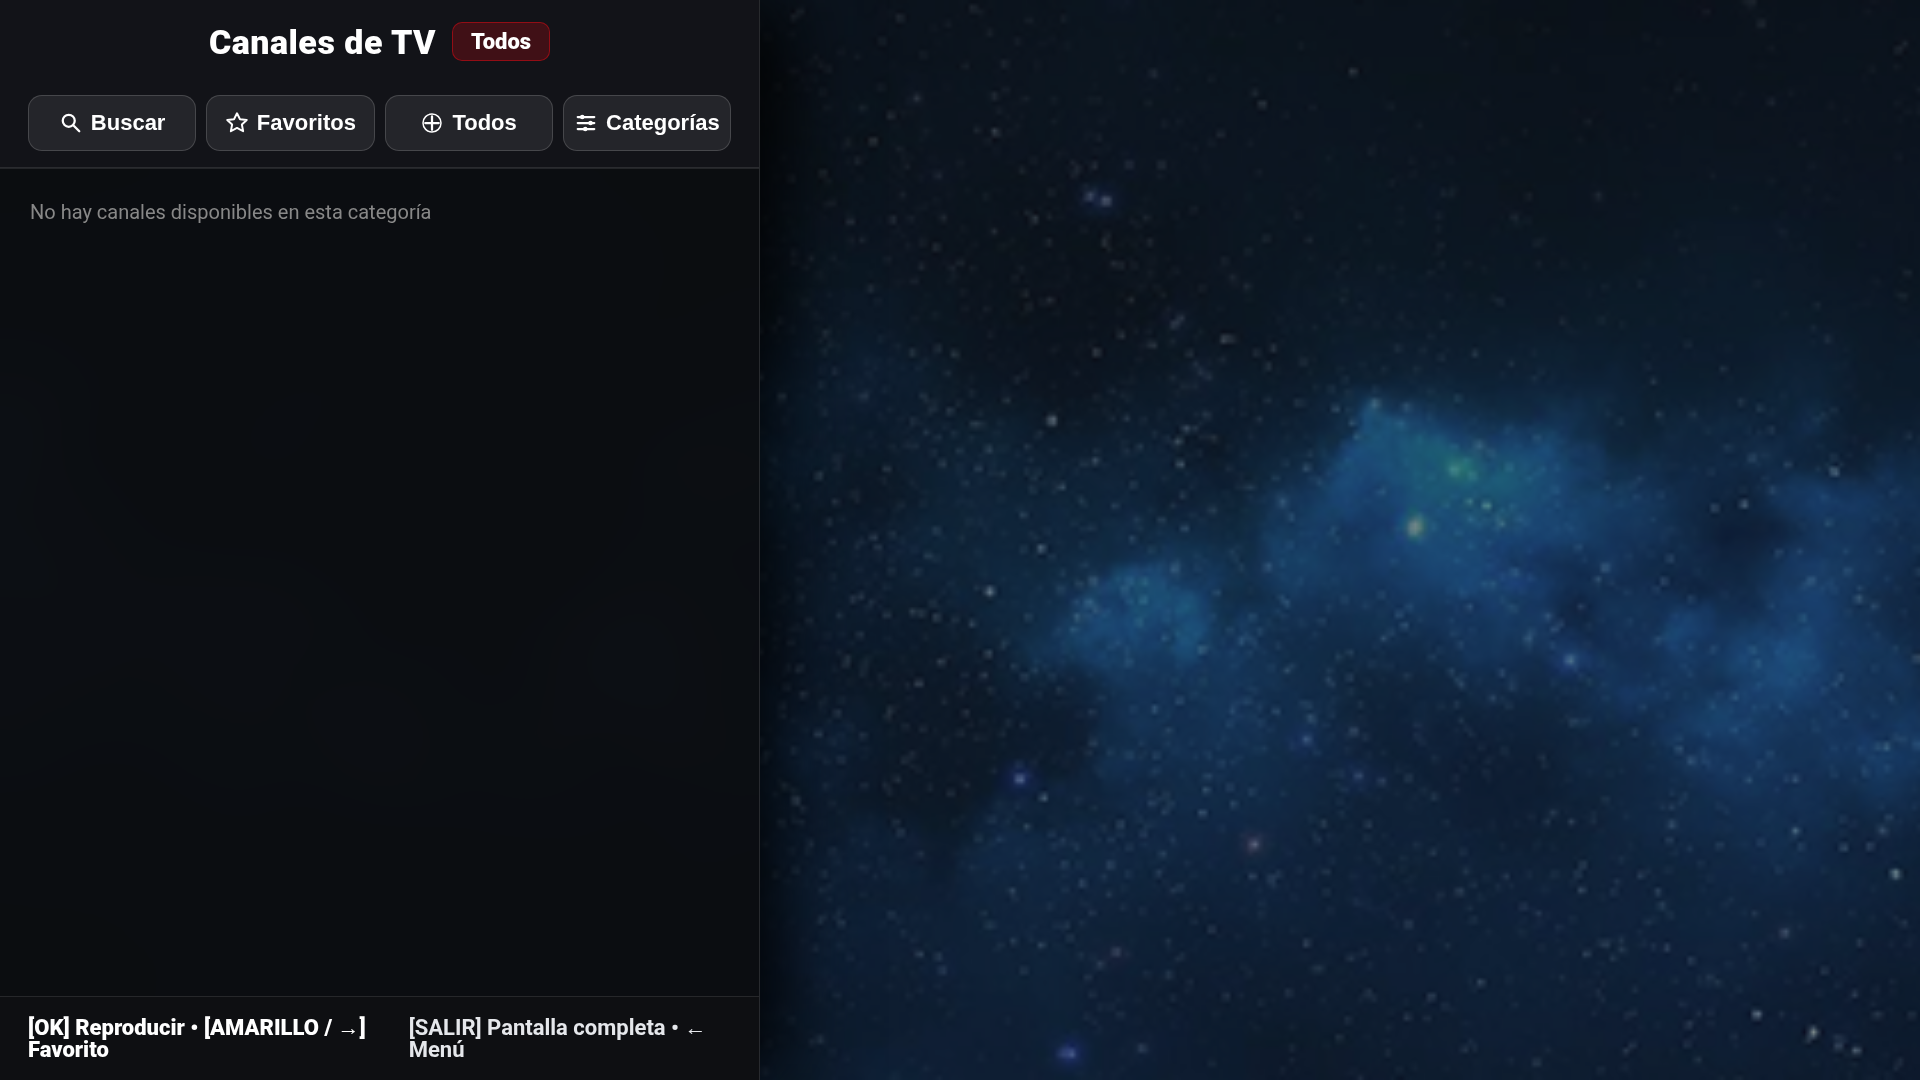 Canales de TV Todos
Buscar Favoritos Todos Categorías
No hay canales disponibles en esta categoría
[OK] Reproducir • [AMARILLO / →]
Favorito
[SALIR] Pantalla completa • ←
Menú